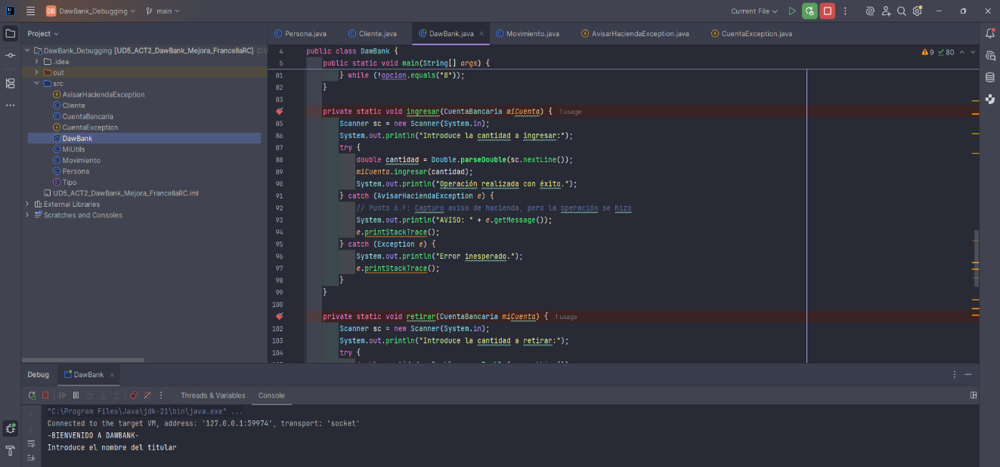 DB DawBank_Debugging main Current File
Project
Persona.java Cliente.java DawBank.java Movimiento.java AvisarHaciendaException.java CuentaException.java
DawBank_Debugging [UD5_ACT2_DawBank_Mejora_FrancellaRC]
.idea
out
src
AvisarHaciendaException
Cliente
CuentaBancaria
CuentaException
DawBank
MiUtils
Movimiento
Persona
Tipo
UD5_ACT2_DawBank_Mejora_FrancellaRC.iml
External Libraries
Scratches and Consoles
9 80
4 public class DawBank {
5 public static void main(String[] args) {
81 } while (!opcion.equals("8"));
82 }
83
private static void ingresar(CuentaBancaria miCuenta) { 1 usage
85 Scanner sc = new Scanner(System.in);
86 System.out.println("Introduce la cantidad a ingresar:");
87 try {
88 double cantidad = Double.parseDouble(sc.nextLine());
89 miCuenta.ingresar(cantidad);
90 System.out.println("Operación realizada con éxito.");
91 } catch (AvisarHaciendaException e) {
92 // Punto 6.F: Capturo aviso de hacienda, pero la operación se hizo
93 System.out.println("AVISO: " + e.getMessage());
94 e.printStackTrace();
95 } catch (Exception e) {
96 System.out.println("Error inesperado.");
97 e.printStackTrace();
98 }
99 }
100
private static void retirar(CuentaBancaria miCuenta) { 1 usage
102 Scanner sc = new Scanner(System.in);
103 System.out.println("Introduce la cantidad a retirar:");
104 try {
Debug DawBank
Threads & Variables Console
"C:\Program Files\Java\jdk-21\bin\java.exe" ...
Connected to the target VM, address: '127.0.0.1:59974', transport: 'socket'
-BIENVENIDO A DAWBANK-
Introduce el nombre del titular